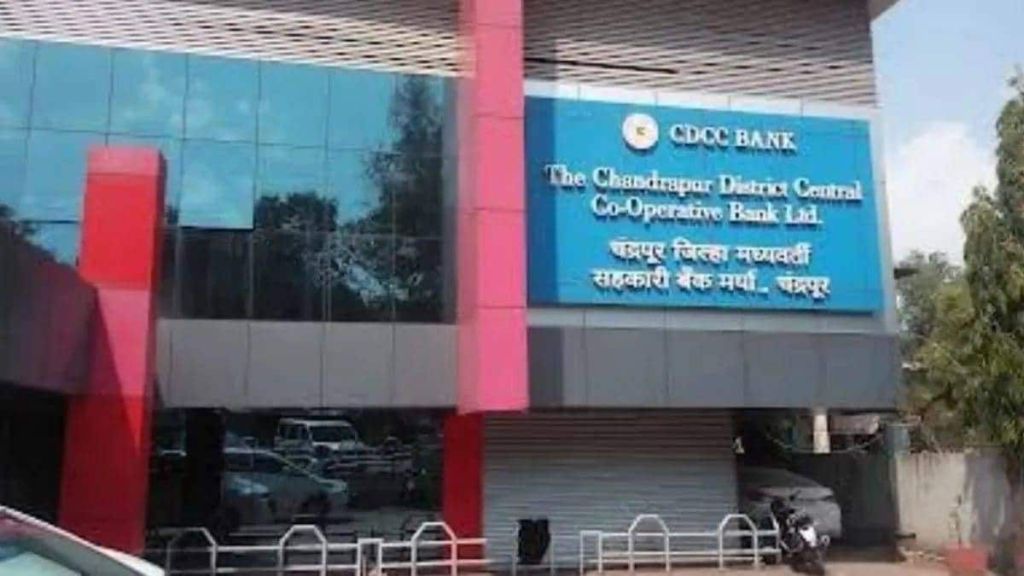 CDCC BANK
The Chandrapur District Central
Co-Operative Bank Ltd.
चंद्रपूर जिल्हा मध्यवर्ती
सहकारी बँक मर्या.. चंद्रपूर